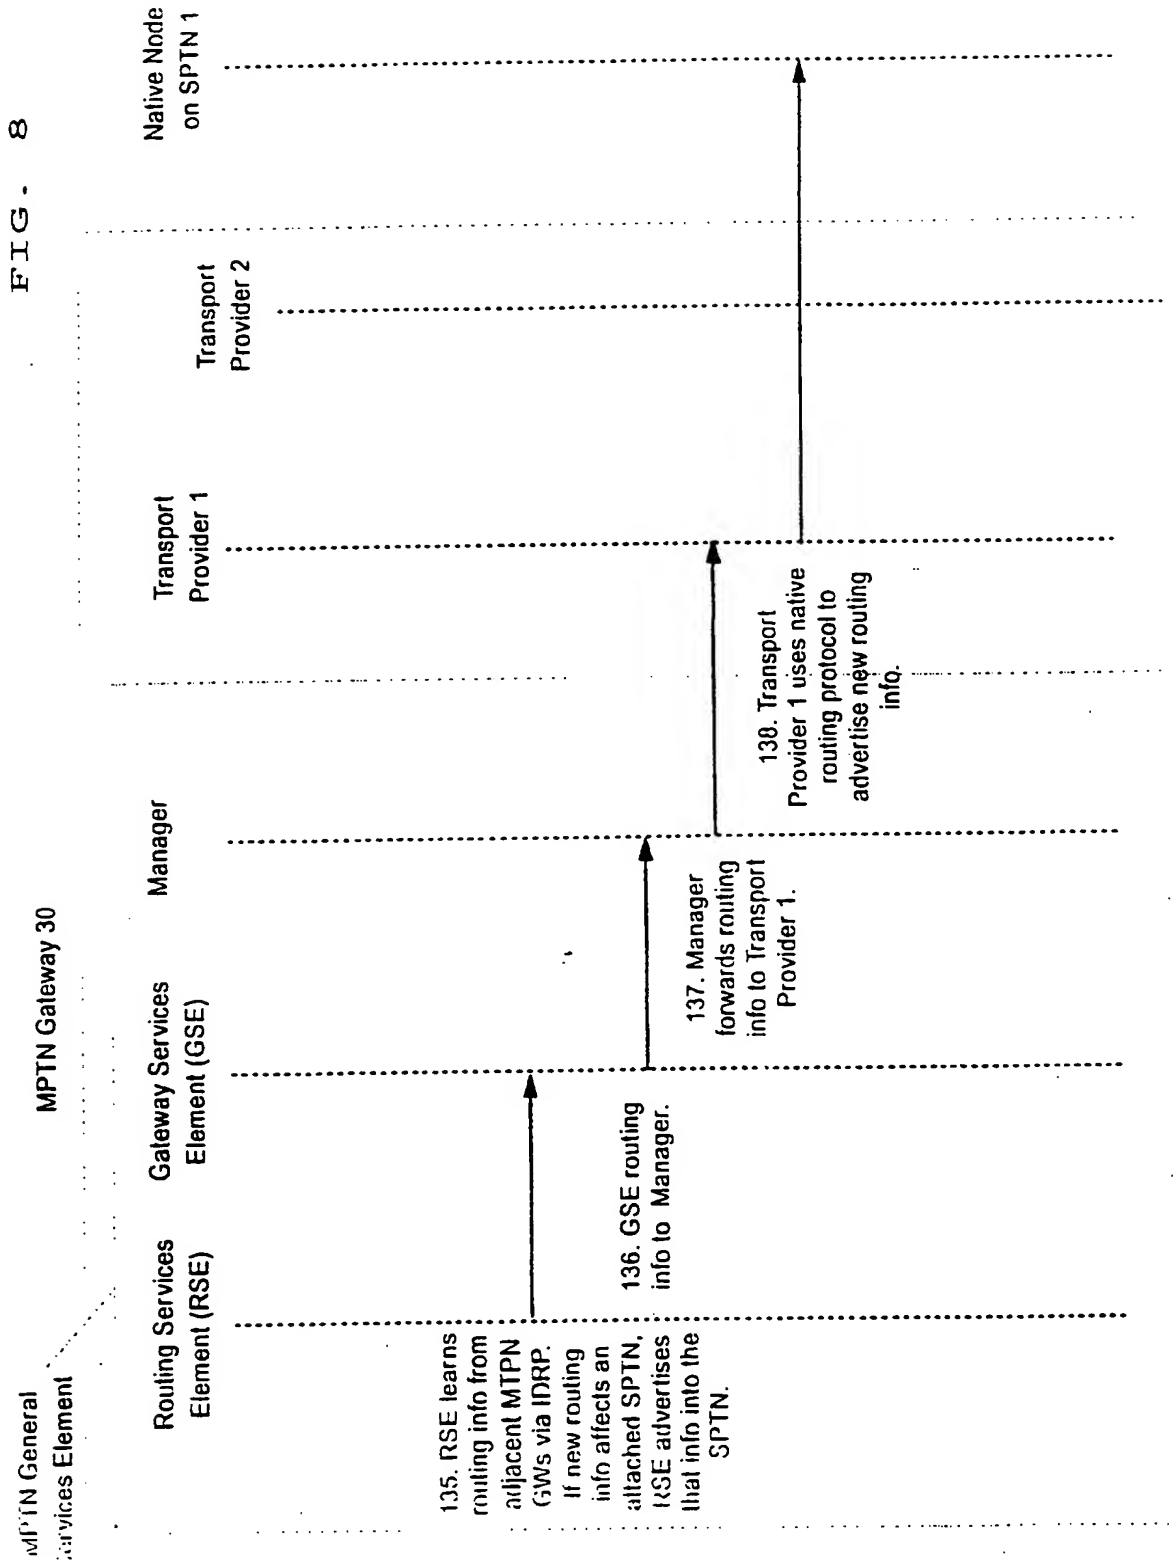 FIG. 8
MPTN Gateway 30
MPTN General
Services Element
Routing Services
Element (RSE)
Gateway Services
Element (GSE)
Manager
Transport
Provider 1
Transport
Provider 2
Native Node
on SPTN 1
135. RSE learns
routing info from
adjacent MTPN
GWs via IDRP.
If new routing
info affects an
attached SPTN,
RSE advertises
that info into the
SPTN.
136. GSE routing
info to Manager.
137. Manager
forwards routing
info to Transport
Provider 1.
138. Transport
Provider 1 uses native
routing protocol to
advertise new routing
info.